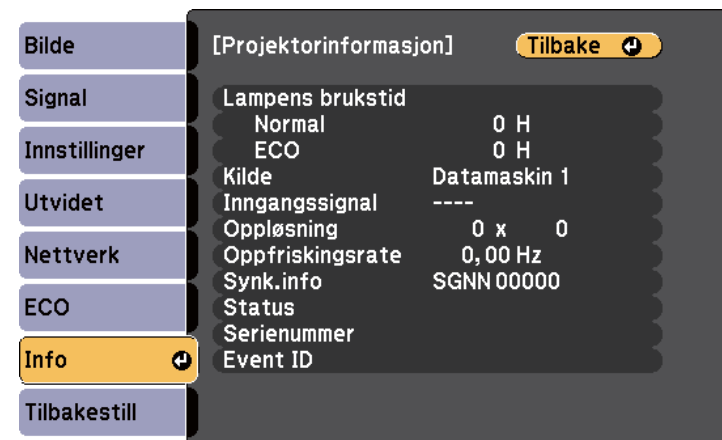 Bilde
Signal
Innstillinger
Utvidet
Nettverk
ECO
Info
Tilbakestill
[Projektorinformasjon] Tilbake
Lampens brukstid
Normal 0 H
ECO 0 H
Kilde Datamaskin 1
Inngangssignal ----
Oppløsning 0 x 0
Oppfriskingsrate 0,00 Hz
Synk.info SGNN 00000
Status
Serienummer
Event ID